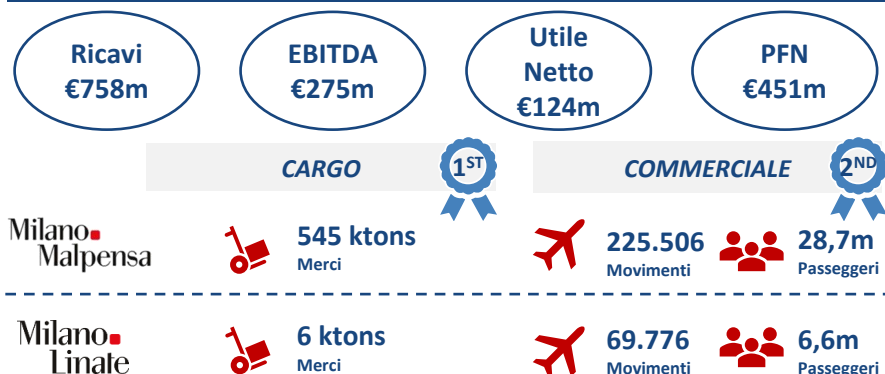 Ricavi
€758m
EBITDA
€275m
Utile
Netto
€124m
PFN
€451m
CARGO
1ST
COMMERCIALE
2ND
Milano
Malpensa
545 ktons
Merci
225.506
Movimenti
28,7m
Passeggeri
Milano
Linate
6 ktons
Merci
69.776
Movimenti
6,6m
Passeggeri